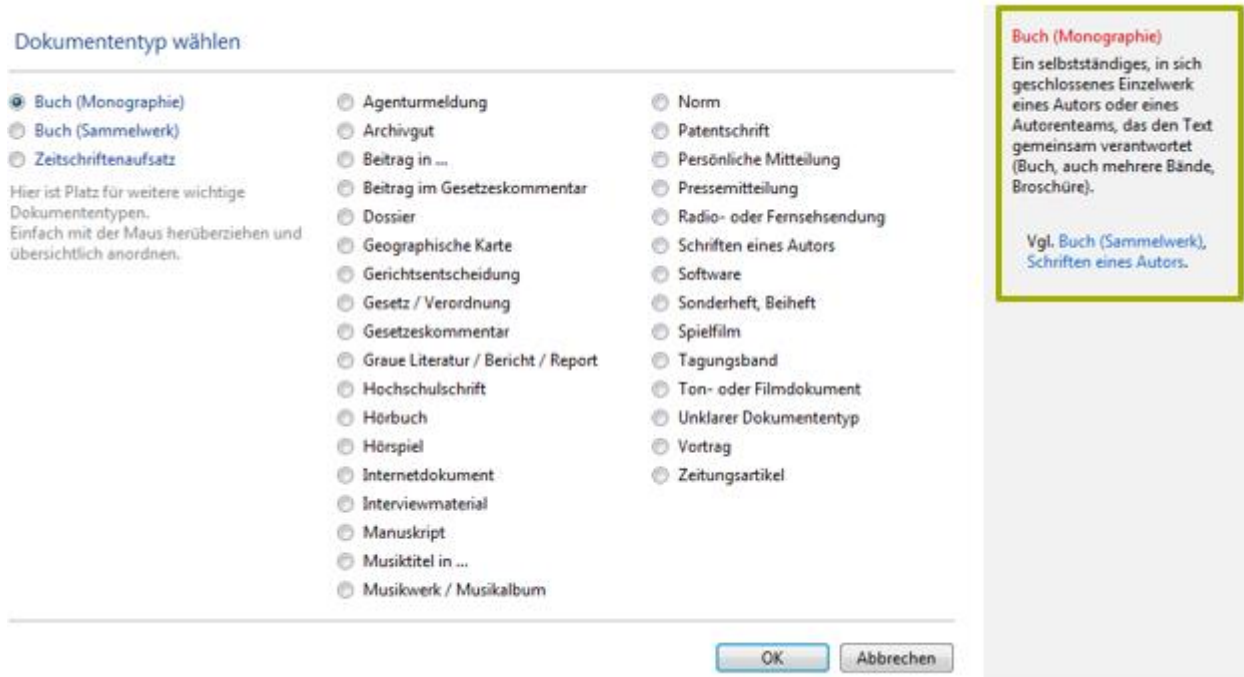 Dokumententyp wählen
Buch (Monographie)
Buch (Sammelwerk)
Zeitschriftenaufsatz
Hier ist Platz für weitere wichtige
Dokumententypen.
Einfach mit der Maus herüberziehen und
übersichtlich anordnen.
Agenturmeldung
Archivgut
Beitrag in ...
Beitrag im Gesetzeskommentar
Dossier
Geographische Karte
Gerichtsentscheidung
Gesetz / Verordnung
Gesetzeskommentar
Graue Literatur / Bericht / Report
Hochschulschrift
Hörbuch
Hörspiel
Internetdokument
Interviewmaterial
Manuskript
Musiktitel in ...
Musikwerk / Musikalbum
Norm
Patentschrift
Persönliche Mitteilung
Pressemitteilung
Radio- oder Fernsehsendung
Schriften eines Autors
Software
Sonderheft, Beiheft
Spielfilm
Tagungsband
Ton- oder Filmdokument
Unklarer Dokumententyp
Vortrag
Zeitungsartikel
OK
Abbrechen
Buch (Monographie)
Ein selbstständiges, in sich
geschlossenes Einzelwerk
eines Autors oder eines
Autorenteams, das den Text
gemeinsam verantwortet
(Buch, auch mehrere Bände,
Broschüre).
Vgl. Buch (Sammelwerk),
Schriften eines Autors.